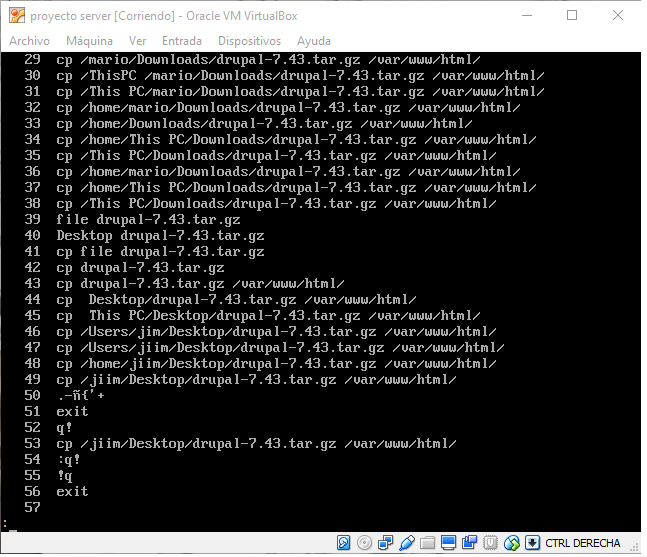 proyecto server [Corriendo] - Oracle VM VirtualBox
Archivo Máquina Ver Entrada Dispositivos Ayuda
29 cp /mario/Downloads/drupal-7.43.tar.gz /var/www/html/
30 cp /ThisPC /mario/Downloads/drupal-7.43.tar.gz /var/www/html/
31 cp /This PC/mario/Downloads/drupal-7.43.tar.gz /var/www/html/
32 cp /home/mario/Downloads/drupal-7.43.tar.gz /var/www/html/
33 cp /home/Downloads/drupal-7.43.tar.gz /var/www/html/
34 cp /home/This PC/Downloads/drupal-7.43.tar.gz /var/www/html/
35 cp /This PC/Downloads/drupal-7.43.tar.gz /var/www/html/
36 cp /home/mario/Downloads/drupal-7.43.tar.gz /var/www/html/
37 cp /home/This PC/Downloads/drupal-7.43.tar.gz /var/www/html/
38 cp /This PC/Downloads/drupal-7.43.tar.gz /var/www/html/
39 file drupal-7.43.tar.gz
40 Desktop drupal-7.43.tar.gz
41 cp file drupal-7.43.tar.gz
42 cp drupal-7.43.tar.gz
43 cp drupal-7.43.tar.gz /var/www/html/
44 cp  Desktop/drupal-7.43.tar.gz /var/www/html/
45 cp  This PC/Desktop/drupal-7.43.tar.gz /var/www/html/
46 cp /Users/jim/Desktop/drupal-7.43.tar.gz /var/www/html/
47 cp /Users/jiim/Desktop/drupal-7.43.tar.gz /var/www/html/
48 cp /home/jiim/Desktop/drupal-7.43.tar.gz /var/www/html/
49 cp /jiim/Desktop/drupal-7.43.tar.gz /var/www/html/
50 .-ñ{'+
51 exit
52 q!
53 cp /jiim/Desktop/drupal-7.43.tar.gz /var/www/html/
54 :q!
55 !q
56 exit
57
:
CTRL DERECHA